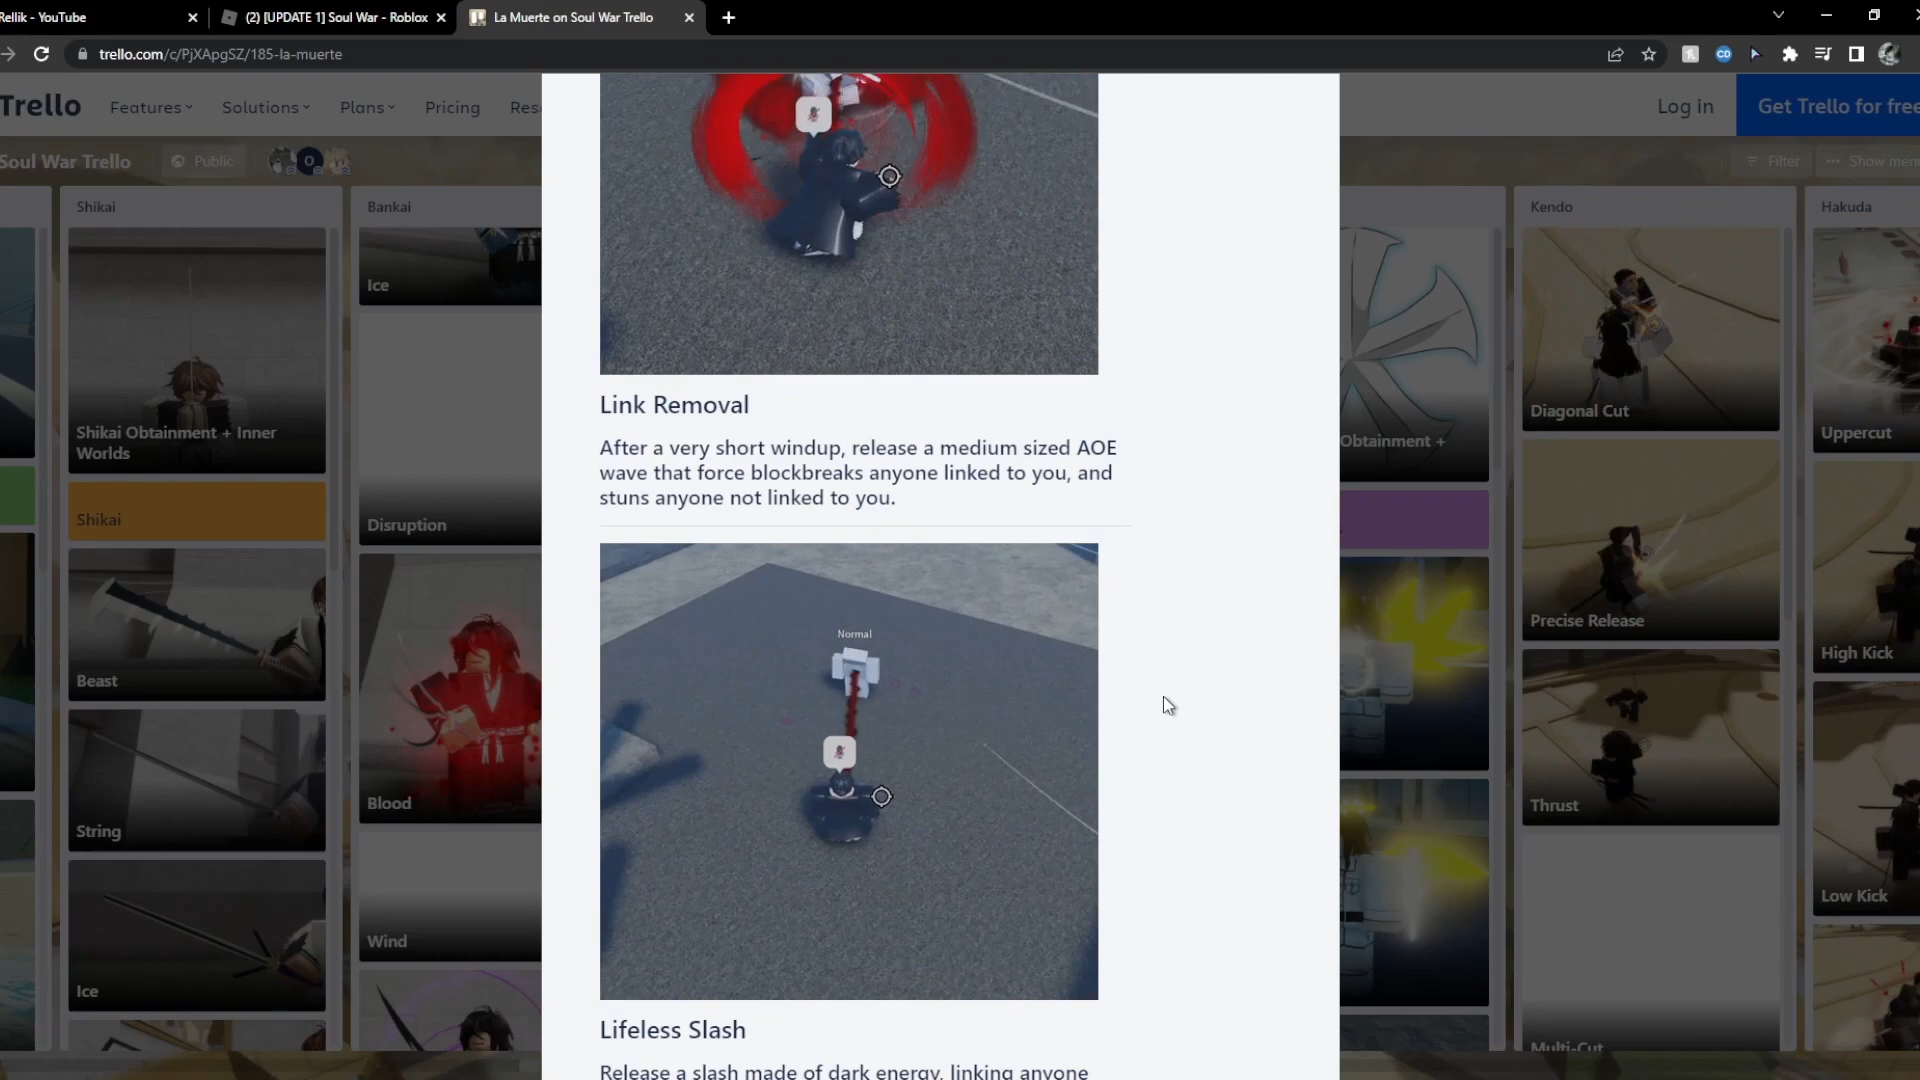 Rellik - YouTube
(2) [UPDATE 1] Soul War - Roblox
La Muerte on Soul War Trello
trello.com/c/PjXApgSZ/185-la-muerte
Trello
Features
Solutions
Plans
Pricing
Log in
Get Trello for free
Soul War Trello
Public
Filter
Show menu
Shikai
Shikai Obtainment + Inner
Worlds
Shikai
Beast
String
Ice
Bankai
Ice
Disruption
Blood
Wind
Link Removal
After a very short windup, release a medium sized AOE
wave that force blockbreaks anyone linked to you, and
stuns anyone not linked to you.
Normal
Lifeless Slash
Release a slash made of dark energy, linking anyone
Obtainment +
Kendo
Diagonal Cut
Precise Release
Thrust
Multi-Cut
Hakuda
Uppercut
High Kick
Low Kick